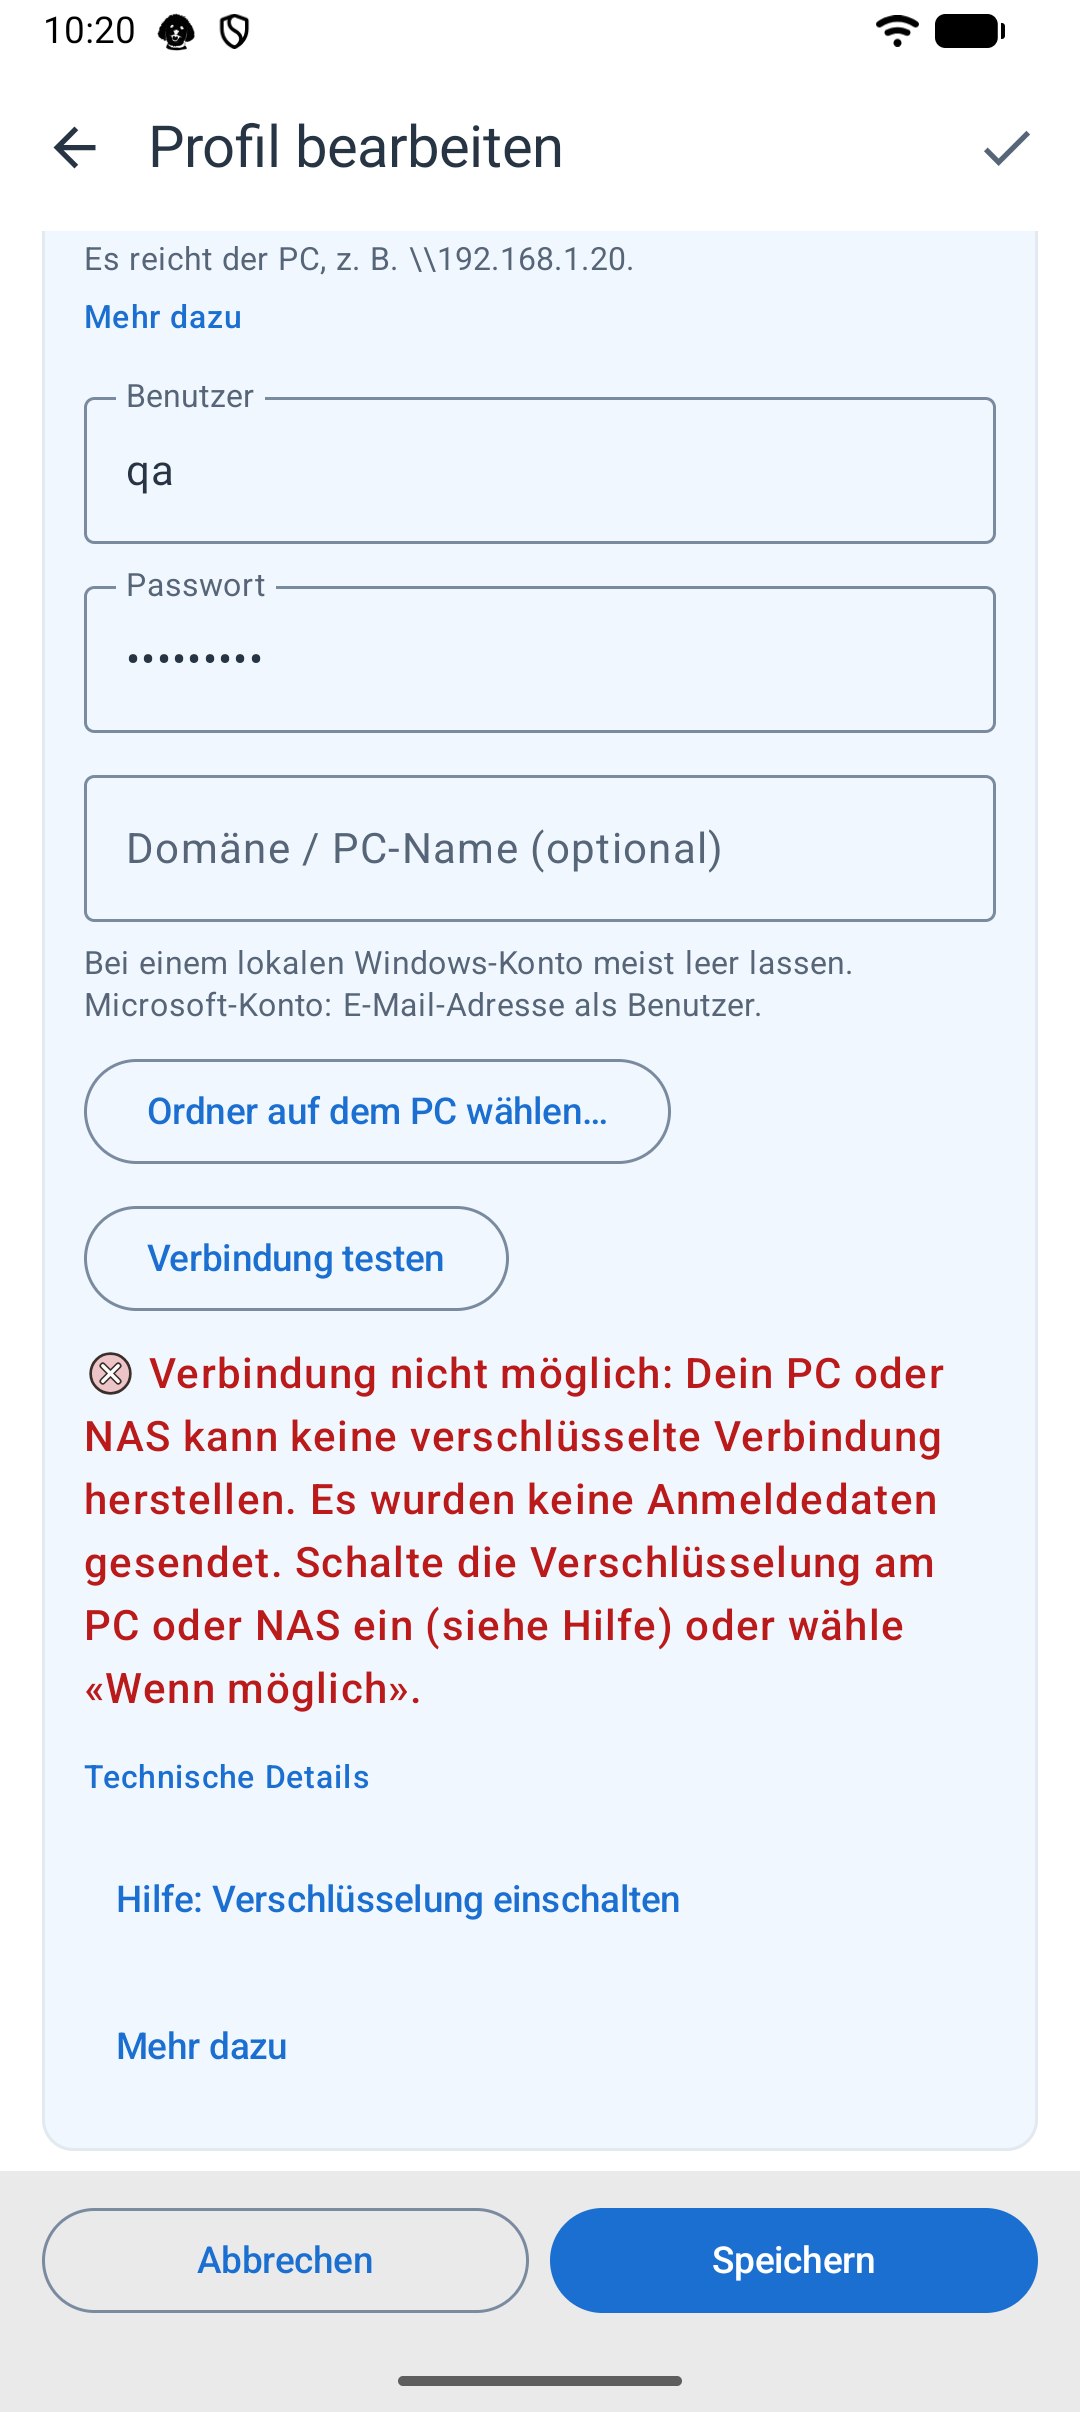 10:20
Profil bearbeiten
Es reicht der PC, z. B. \\192.168.1.20.
Mehr dazu
Benutzer
qa
Passwort
•••••••••
Domäne / PC-Name (optional)
Bei einem lokalen Windows-Konto meist leer lassen.
Microsoft-Konto: E-Mail-Adresse als Benutzer.
Ordner auf dem PC wählen...
Verbindung testen
Verbindung nicht möglich: Dein PC oder
NAS kann keine verschlüsselte Verbindung
herstellen. Es wurden keine Anmeldedaten
gesendet. Schalte die Verschlüsselung am
PC oder NAS ein (siehe Hilfe) oder wähle
«Wenn möglich».
Technische Details
Hilfe: Verschlüsselung einschalten
Mehr dazu
Abbrechen
Speichern